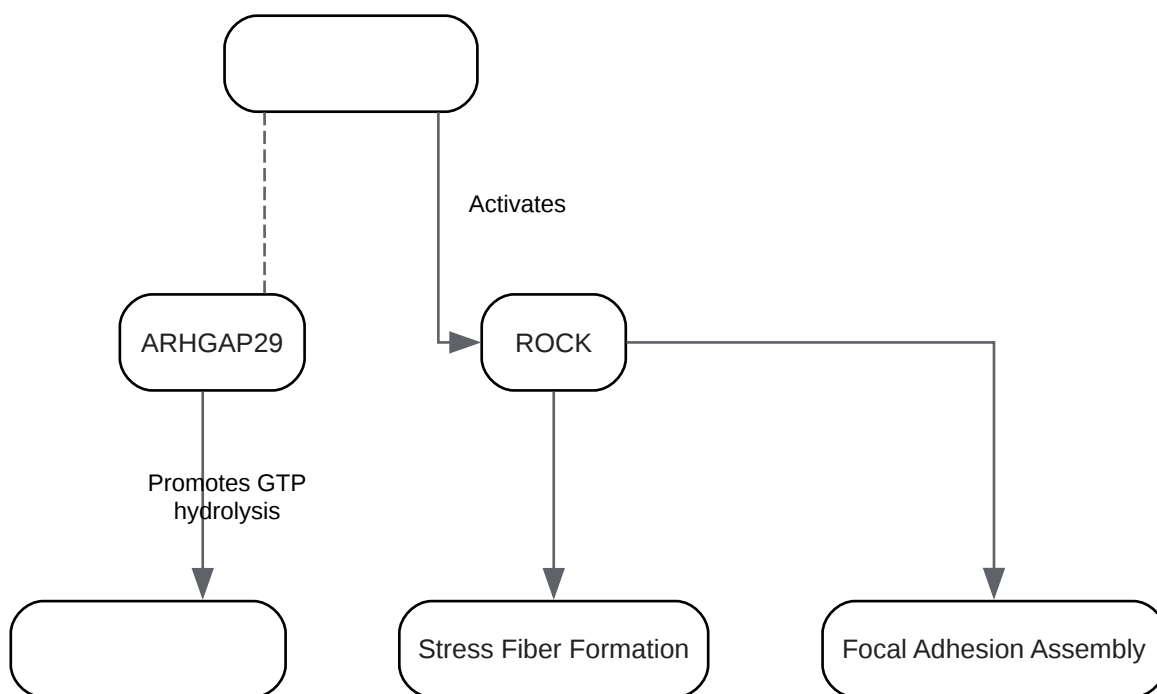 Activates
ARHGAP29
ROCK
Promotes GTP
hydrolysis
Stress Fiber Formation
Focal Adhesion Assembly